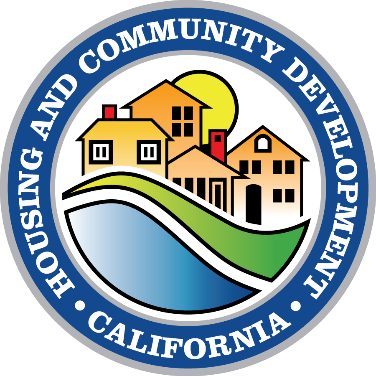 HOUSING AND COMMUNITY DEVELOPMENT
• CALIFORNIA •